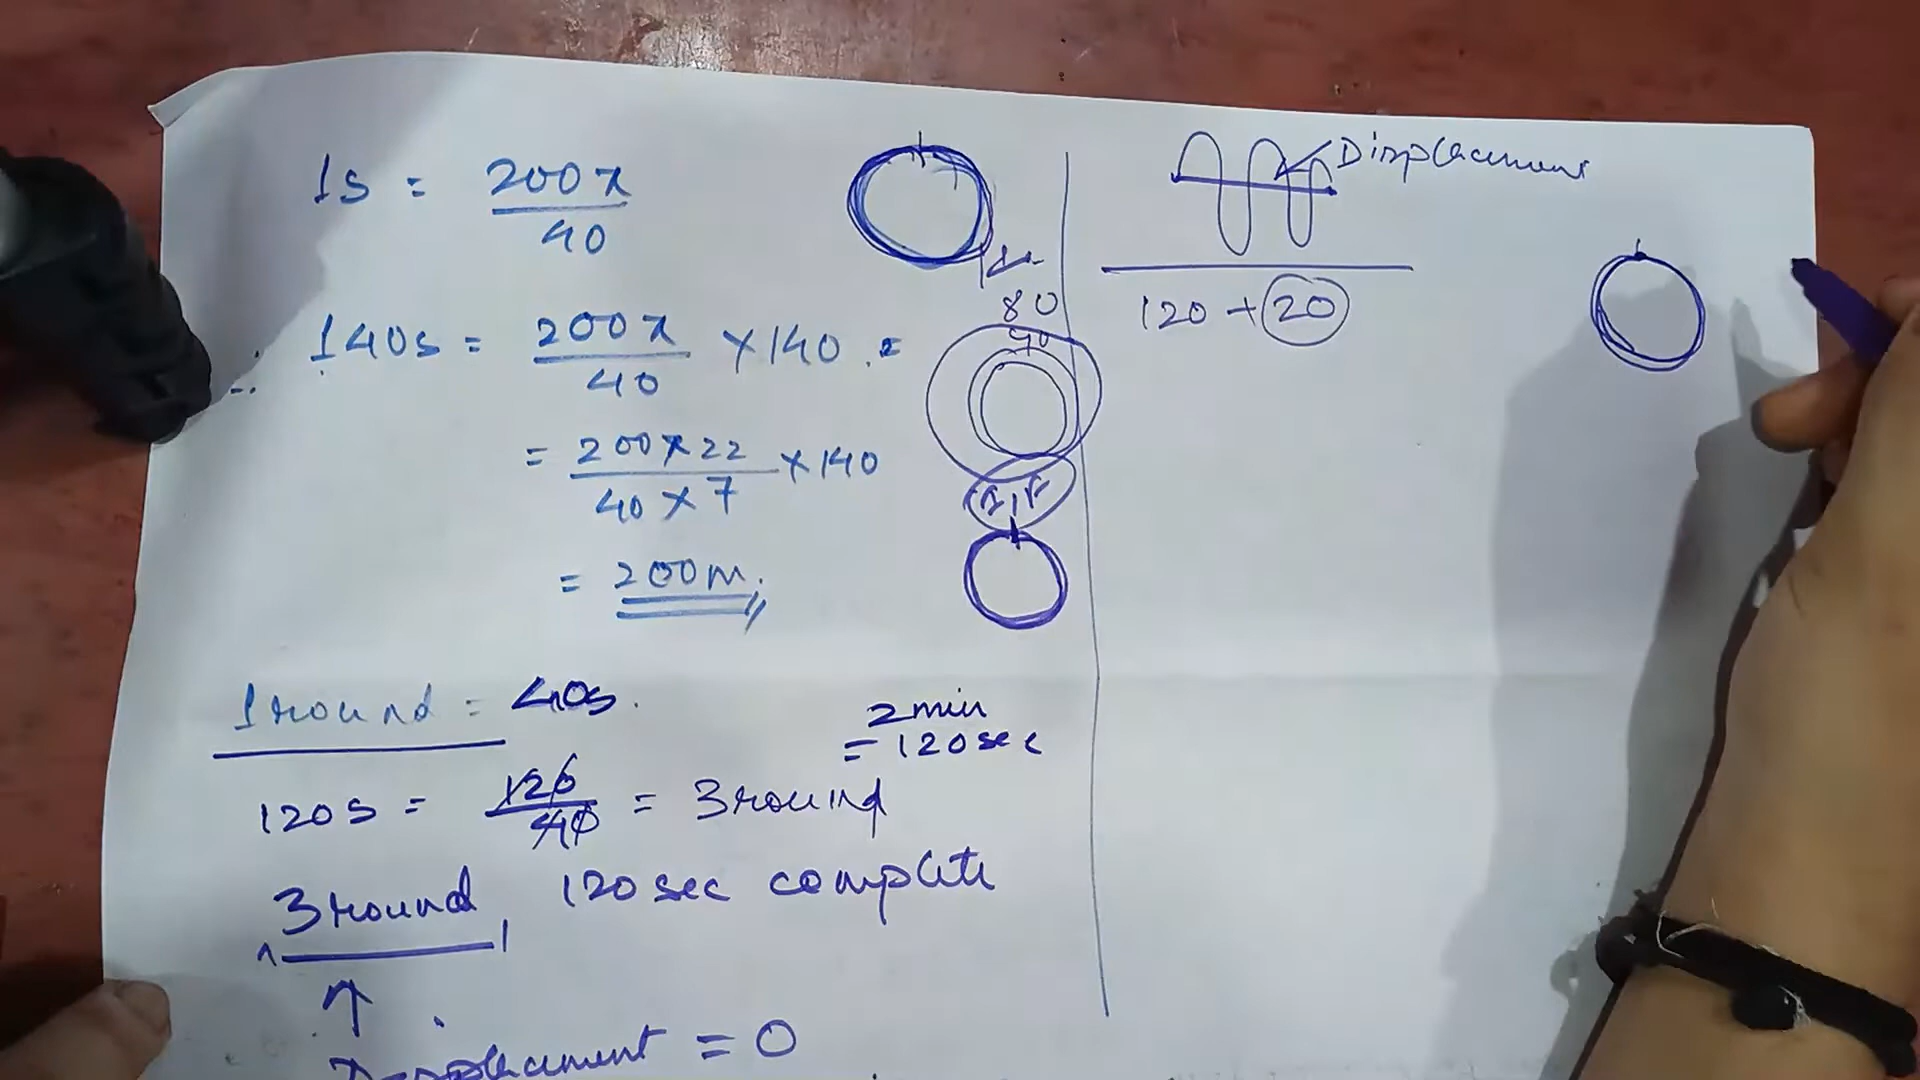 1s = 200π / 40
∴ 140s = 200π / 40 × 140 =
= 200 × 22 / 40 × 7 × 140
= 200m.
1 round = 40s.
2 min
= 120 sec
120s = 120 / 40 = 3 round
3 round, 120 sec complete
Displacement = 0
80
40
Displacement
120 + 20